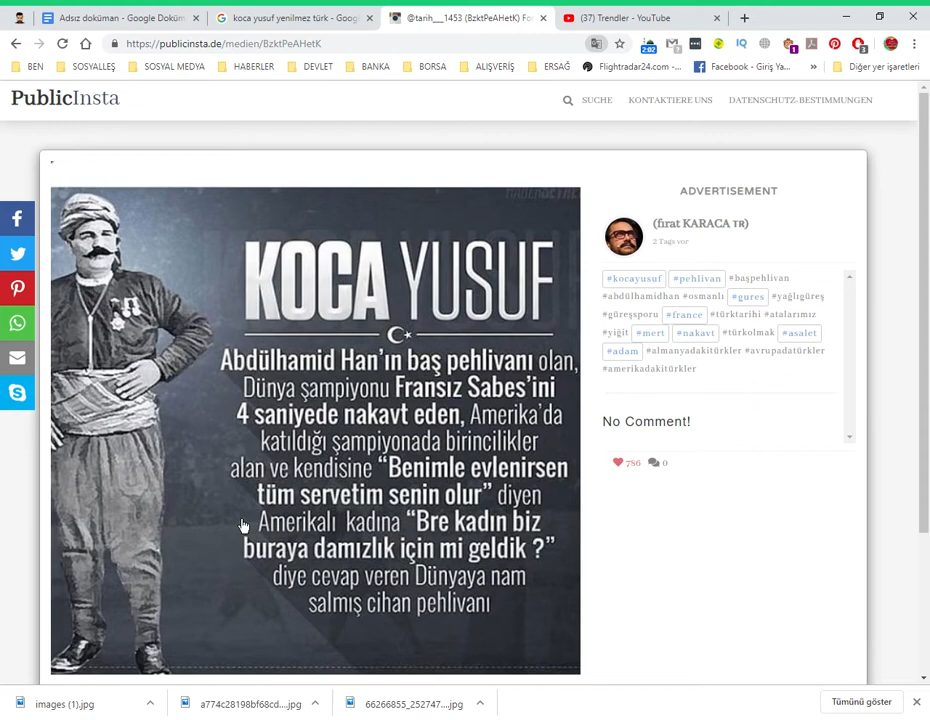 Adsız doküman - Google Doküm
koca yusuf yenilmez türk - Goog
@tarih___1453 (BzktPeAHetK) Fo
(37) Trendler - YouTube
https://publicinsta.de/medien/BzktPeAHetK
2:02
?
IQ
1
3
BEN
SOSYALLEŞ
SOSYAL MEDYA
HABERLER
DEVLET
BANKA
BORSA
ALIŞVERİŞ
ERSAĞ
Flightradar24.com -...
Facebook - Giriş Ya...
»
Diğer yer işaretleri
PublicInsta
SUCHE
KONTAKTIERE UNS
DATENSCHUTZ-BESTIMMUNGEN
KOCA YUSUF
Abdülhamid Han'ın baş pehlivanı olan,
Dünya şampiyonu Fransız Sabes'ini
4 saniyede nakavt eden, Amerika'da
katıldığı şampiyonada birincilikler
alan ve kendisine “Benimle evlenirsen
tüm servetim senin olur” diyen
Amerikalı kadına “Bre kadın biz
buraya damızlık için mi geldik ?”
diye cevap veren Dünyaya nam
salmış cihan pehlivanı
ADVERTISEMENT
(fırat KARACA TR)
2 Tags vor
#kocayusuf #pehlivan #başpehlivan
#abdülhamidhan #osmanlı #gures #yağlıgüreş
#güreşsporu #france #türktarihi #atalarımız
#yiğit #mert #nakavt #türkolmak #asalet
#adam #almanyadakitürkler #avrupadatürkler
#amerikadakitürkler
No Comment!
786 0
images (1).jpg
a774c28198bf68cd....jpg
66266855_252747....jpg
Tümünü göster